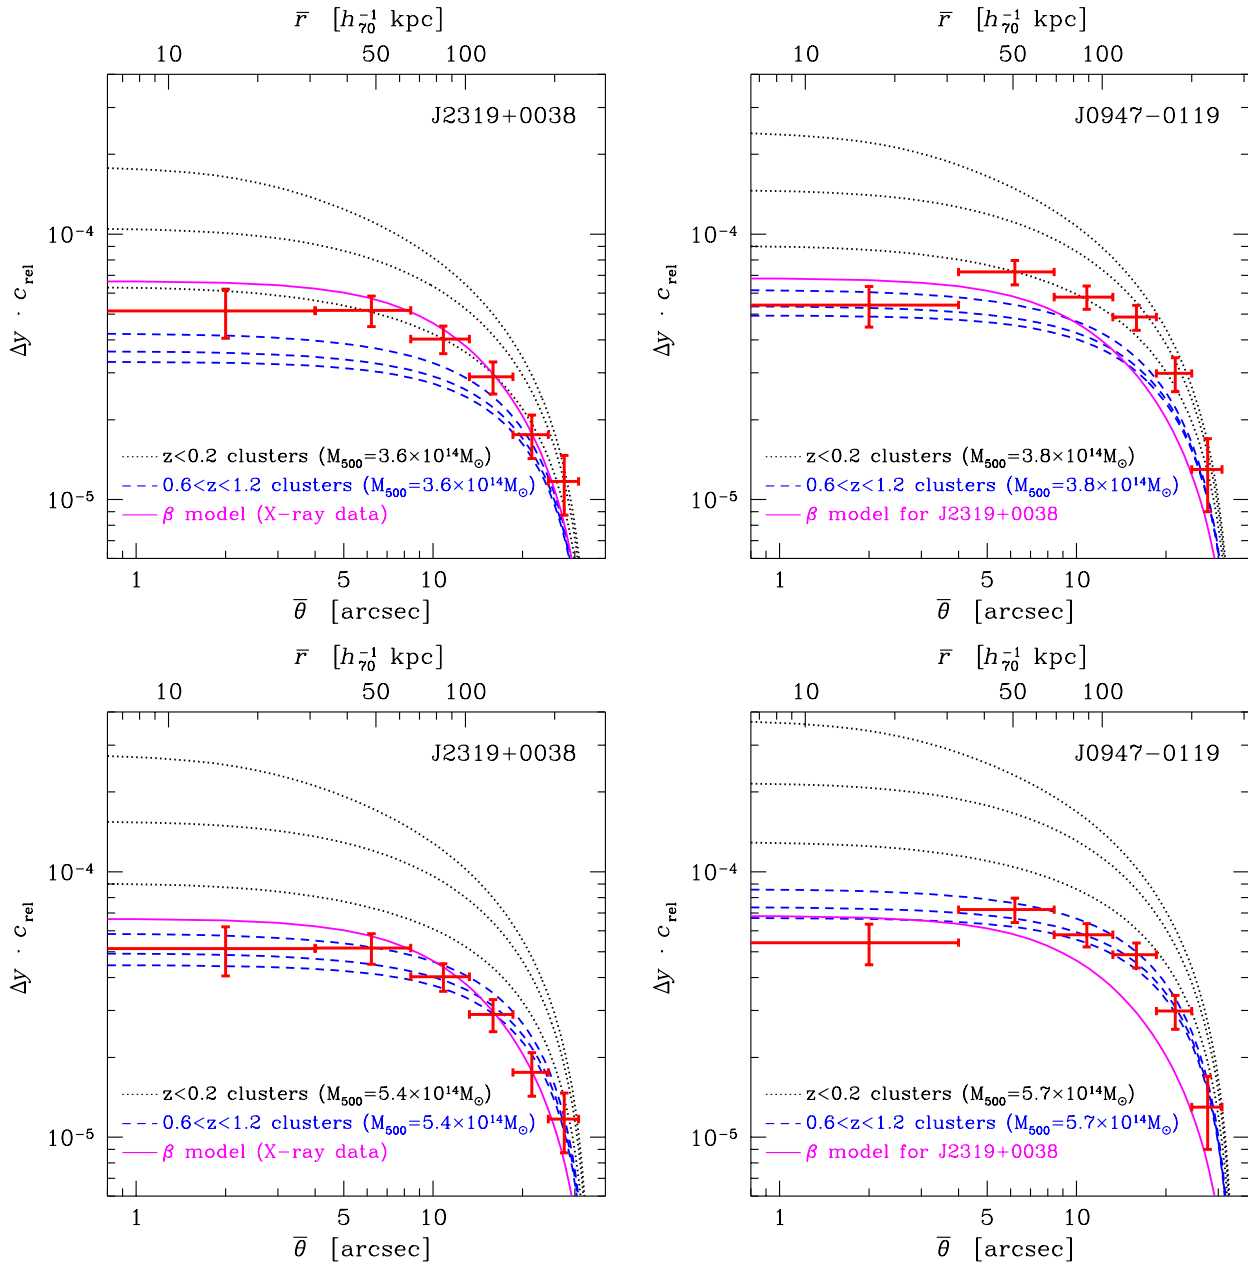 r̅ [h₇₀⁻¹ kpc]
10 50 100
J2319+0038
10⁻⁴
10⁻⁵
Δy · c_rel
z<0.2 clusters (M₅₀₀=3.6×10¹⁴M☉)
0.6<z<1.2 clusters (M₅₀₀=3.6×10¹⁴M☉)
β model (X−ray data)
1 5 10
θ̅ [arcsec]
r̅ [h₇₀⁻¹ kpc]
10 50 100
J0947−0119
10⁻⁴
10⁻⁵
Δy · c_rel
z<0.2 clusters (M₅₀₀=3.8×10¹⁴M☉)
0.6<z<1.2 clusters (M₅₀₀=3.8×10¹⁴M☉)
β model for J2319+0038
1 5 10
θ̅ [arcsec]
r̅ [h₇₀⁻¹ kpc]
10 50 100
J2319+0038
10⁻⁴
10⁻⁵
Δy · c_rel
z<0.2 clusters (M₅₀₀=5.4×10¹⁴M☉)
0.6<z<1.2 clusters (M₅₀₀=5.4×10¹⁴M☉)
β model (X−ray data)
1 5 10
θ̅ [arcsec]
r̅ [h₇₀⁻¹ kpc]
10 50 100
J0947−0119
10⁻⁴
10⁻⁵
Δy · c_rel
z<0.2 clusters (M₅₀₀=5.7×10¹⁴M☉)
0.6<z<1.2 clusters (M₅₀₀=5.7×10¹⁴M☉)
β model for J2319+0038
1 5 10
θ̅ [arcsec]